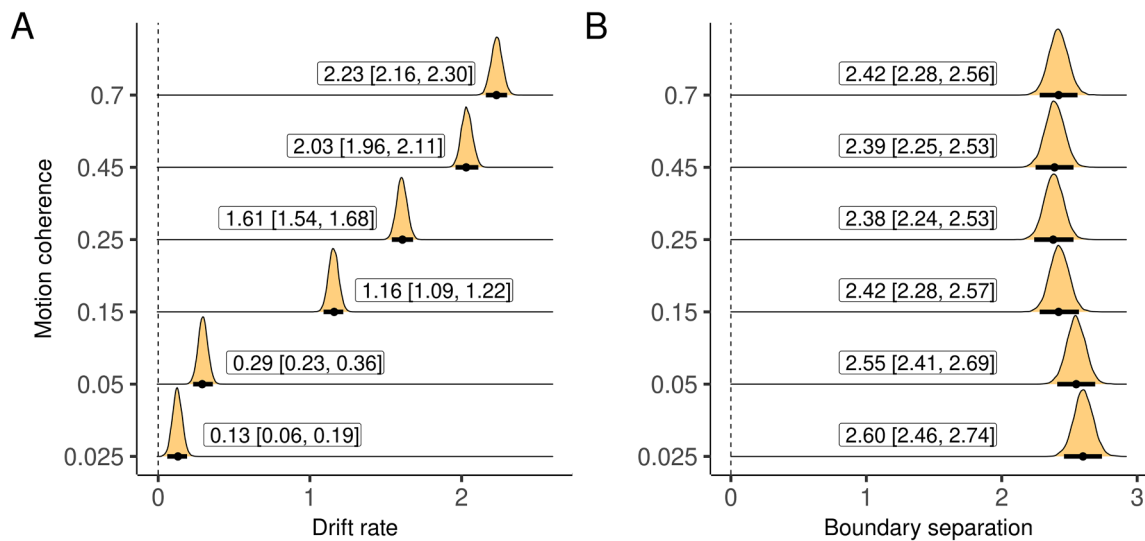 A
Motion coherence
0.7
2.23 [2.16, 2.30]
0.45
2.03 [1.96, 2.11]
0.25
1.61 [1.54, 1.68]
0.15
1.16 [1.09, 1.22]
0.05
0.29 [0.23, 0.36]
0.025
0.13 [0.06, 0.19]
0 1 2
Drift rate
B
0.7
2.42 [2.28, 2.56]
0.45
2.39 [2.25, 2.53]
0.25
2.38 [2.24, 2.53]
0.15
2.42 [2.28, 2.57]
0.05
2.55 [2.41, 2.69]
0.025
2.60 [2.46, 2.74]
0 1 2 3
Boundary separation